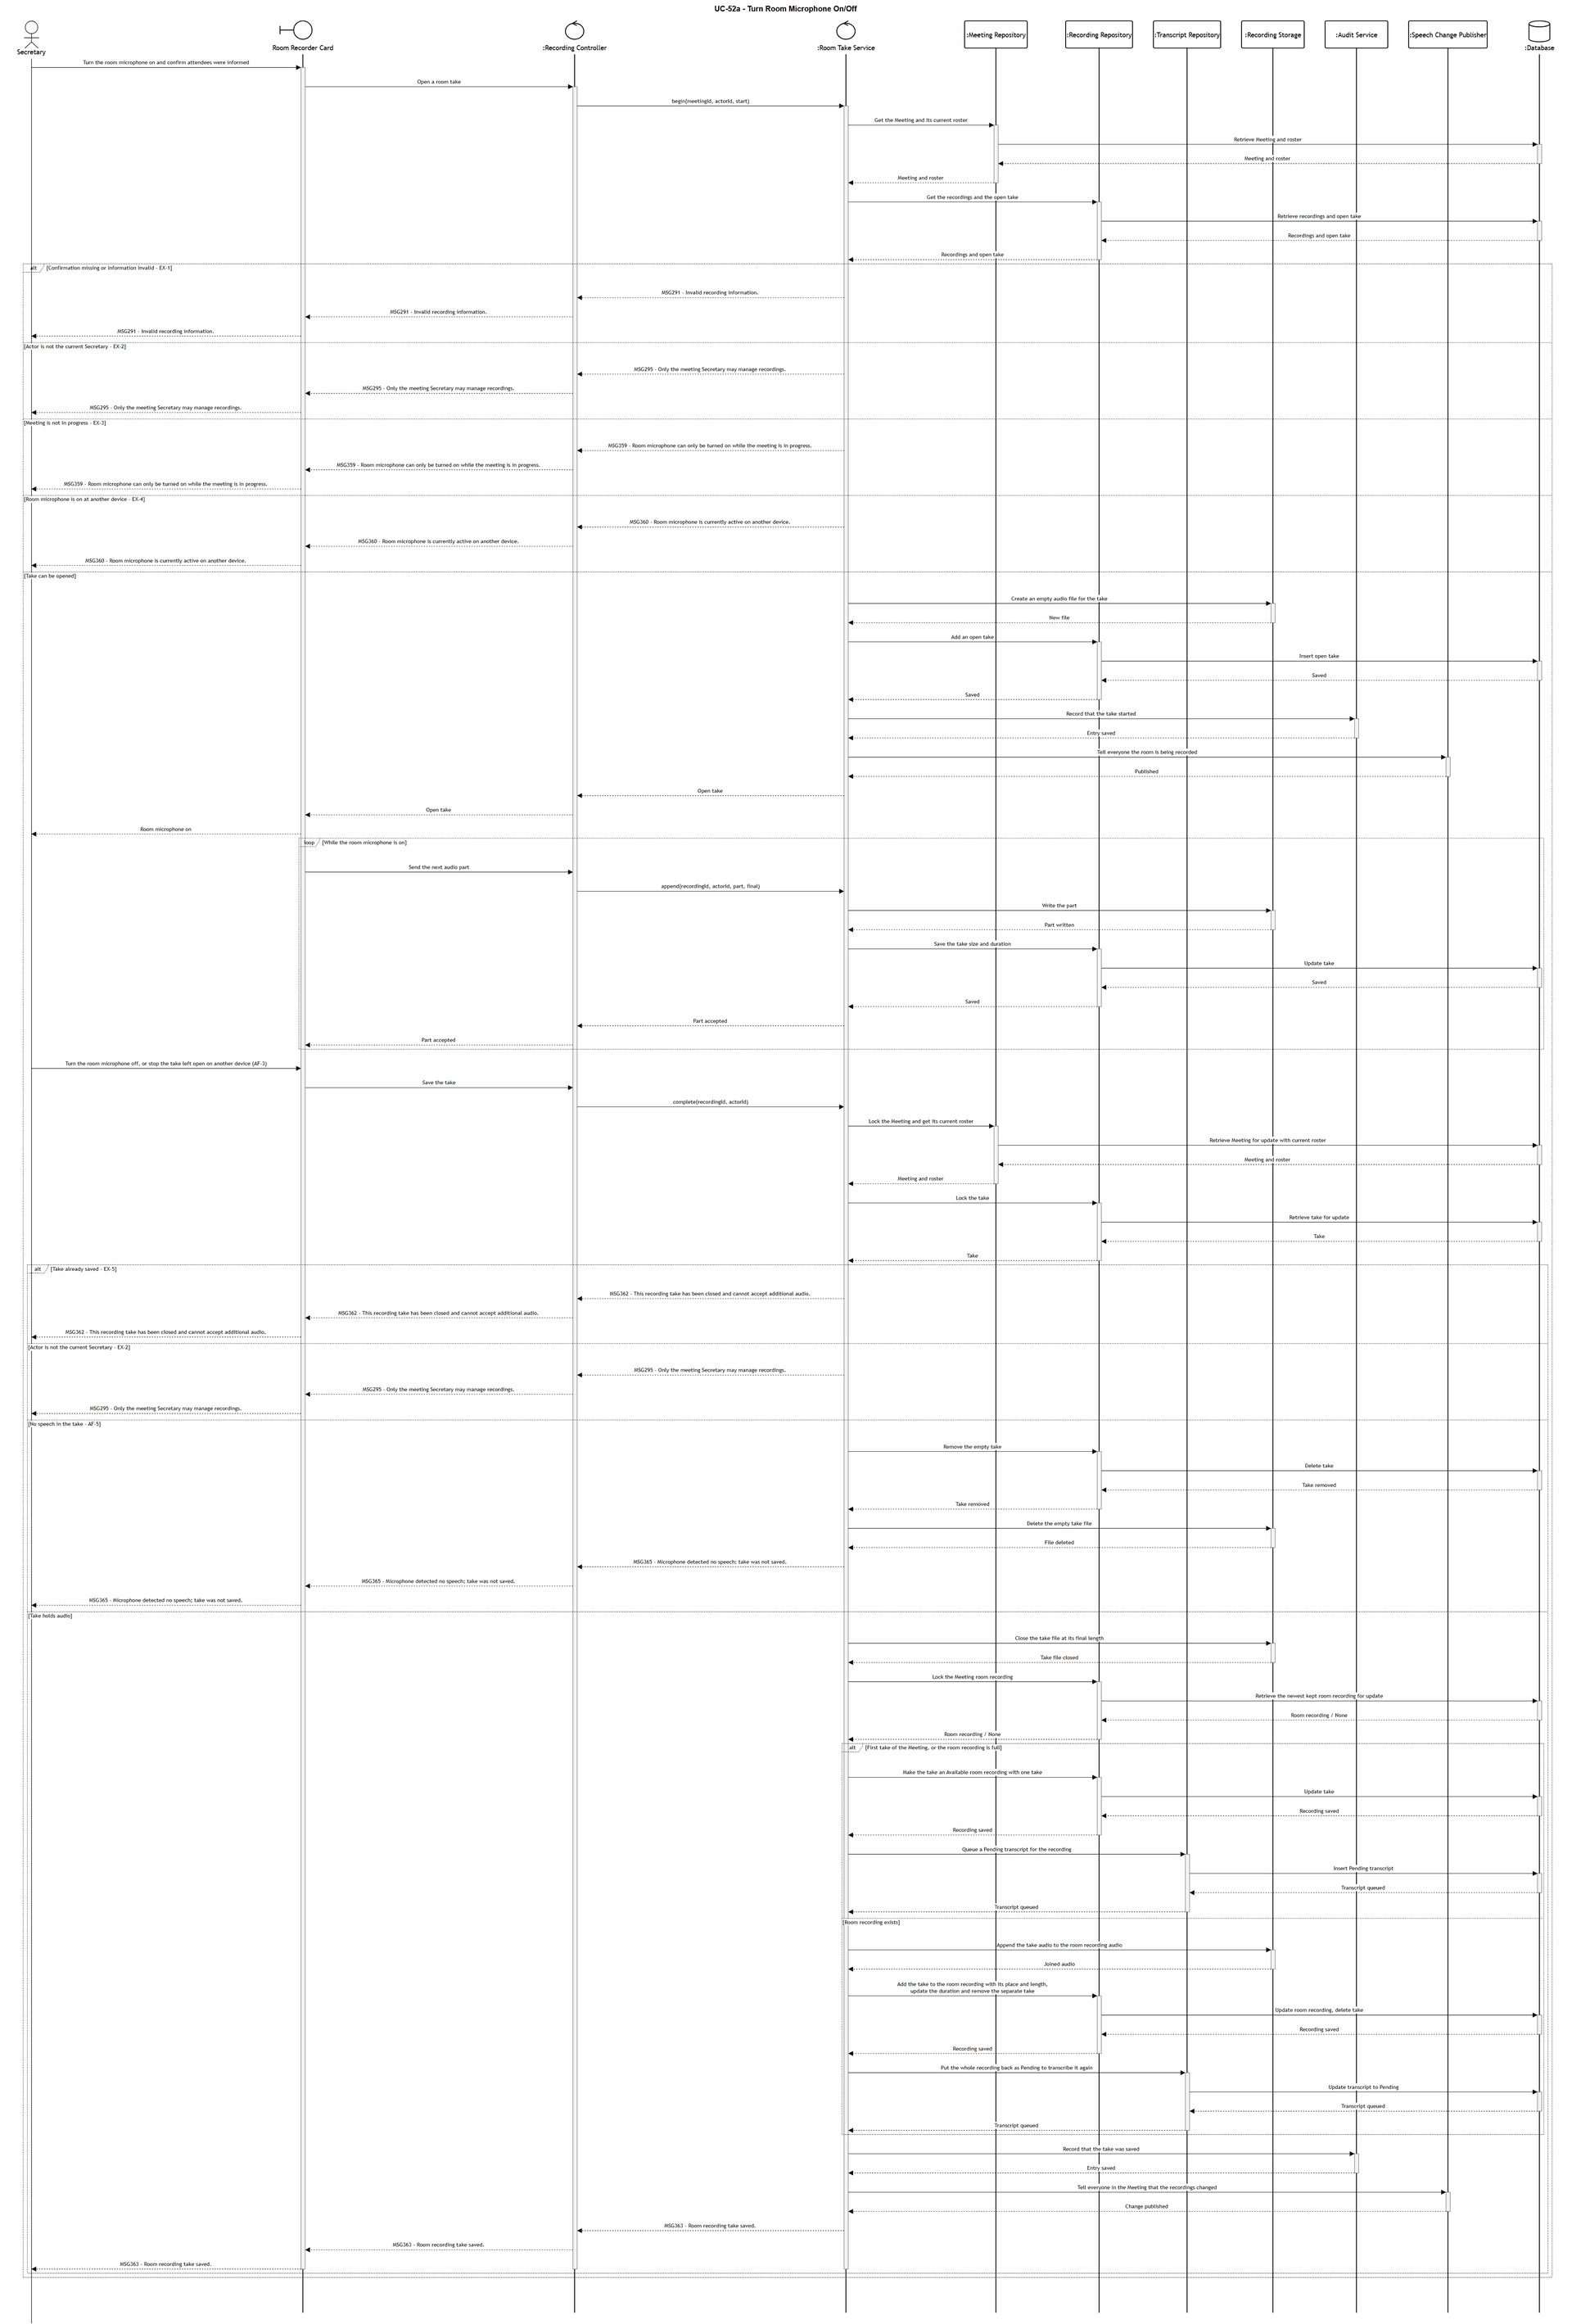 UC-52a - Turn Room Microphone On/Off
Secretary
Room Recorder Card
:Recording Controller
:Room Take Service
:Meeting Repository
:Recording Repository
:Transcript Repository
:Recording Storage
:Audit Service
:Speech Change Publisher
:Database
Turn the room microphone on and confirm attendees were informed
Open a room take
begin(meetingId, actorId, start)
Get the Meeting and its current roster
Retrieve Meeting and roster
Meeting and roster
Meeting and roster
Get the recordings and the open take
Retrieve recordings and open take
Recordings and open take
Recordings and open take
alt
[Confirmation missing or information invalid - EX-1]
MSG291 - Invalid recording information.
MSG291 - Invalid recording information.
MSG291 - Invalid recording information.
[Actor is not the current Secretary - EX-2]
MSG295 - Only the meeting Secretary may manage recordings.
MSG295 - Only the meeting Secretary may manage recordings.
MSG295 - Only the meeting Secretary may manage recordings.
[Meeting is not in progress - EX-3]
MSG359 - Room microphone can only be turned on while the meeting is in progress.
MSG359 - Room microphone can only be turned on while the meeting is in progress.
MSG359 - Room microphone can only be turned on while the meeting is in progress.
[Room microphone is on at another device - EX-4]
MSG360 - Room microphone is currently active on another device.
MSG360 - Room microphone is currently active on another device.
MSG360 - Room microphone is currently active on another device.
[Take can be opened]
Create an empty audio file for the take
New file
Add an open take
Insert open take
Saved
Saved
Record that the take started
Entry saved
Tell everyone the room is being recorded
Published
Open take
Open take
Room microphone on
loop
[While the room microphone is on]
Send the next audio part
append(recordingId, actorId, part, final)
Write the part
Part written
Save the take size and duration
Update take
Saved
Saved
Part accepted
Part accepted
Turn the room microphone off, or stop the take left open on another device (AF-3)
Save the take
complete(recordingId, actorId)
Lock the Meeting and get its current roster
Retrieve Meeting for update with current roster
Meeting and roster
Meeting and roster
Lock the take
Retrieve take for update
Take
Take
alt
[Take already saved - EX-5]
MSG362 - This recording take has been closed and cannot accept additional audio.
MSG362 - This recording take has been closed and cannot accept additional audio.
MSG362 - This recording take has been closed and cannot accept additional audio.
[Actor is not the current Secretary - EX-2]
MSG295 - Only the meeting Secretary may manage recordings.
MSG295 - Only the meeting Secretary may manage recordings.
MSG295 - Only the meeting Secretary may manage recordings.
[No speech in the take - AF-5]
Remove the empty take
Delete take
Take removed
Take removed
Delete the empty take file
File deleted
MSG365 - Microphone detected no speech; take was not saved.
MSG365 - Microphone detected no speech; take was not saved.
MSG365 - Microphone detected no speech; take was not saved.
[Take holds audio]
Close the take file at its final length
Take file closed
Lock the Meeting room recording
Retrieve the newest kept room recording for update
Room recording / None
Room recording / None
alt
[First take of the Meeting, or the room recording is full]
Make the take an Available room recording with one take
Update take
Recording saved
Recording saved
Queue a Pending transcript for the recording
Insert Pending transcript
Transcript queued
Transcript queued
[Room recording exists]
Append the take audio to the room recording audio
Joined audio
Add the take to the room recording with its place and length,
update the duration and remove the separate take
Update room recording, delete take
Recording saved
Recording saved
Put the whole recording back as Pending to transcribe it again
Update transcript to Pending
Transcript queued
Transcript queued
Record that the take was saved
Entry saved
Tell everyone in the Meeting that the recordings changed
Change published
MSG363 - Room recording take saved.
MSG363 - Room recording take saved.
MSG363 - Room recording take saved.